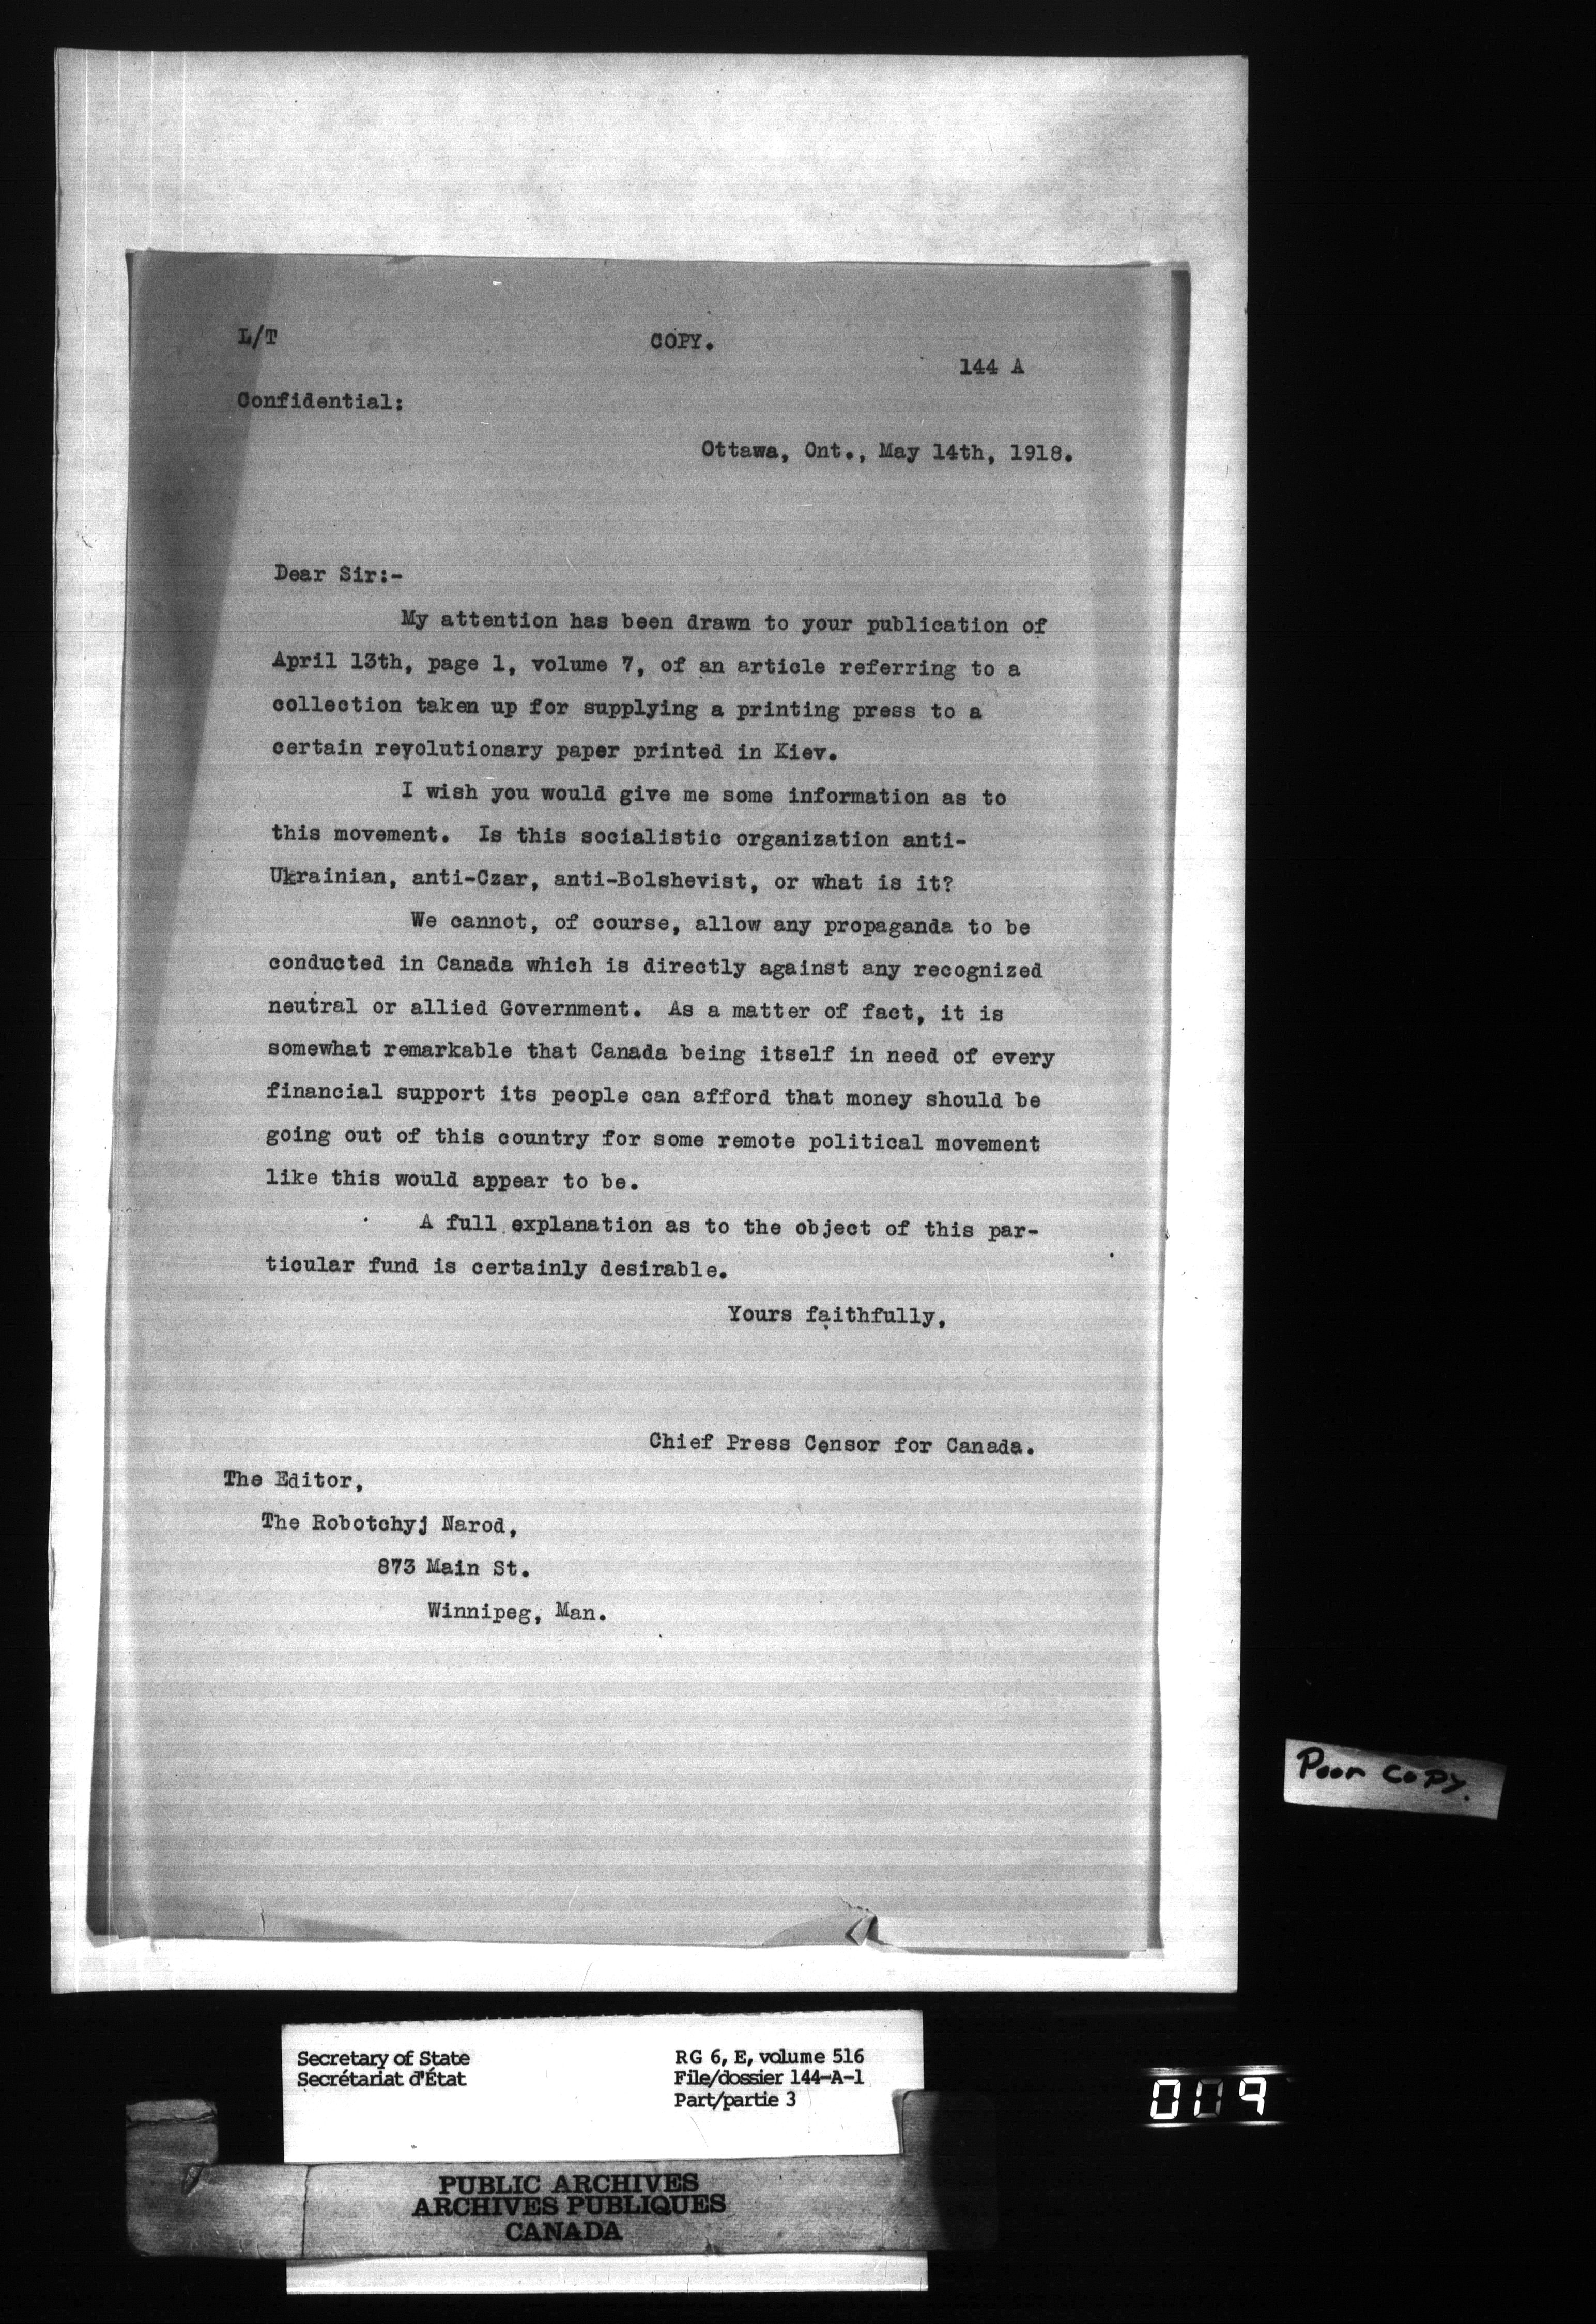 L/T
COPY.
144 A
Confidential:
Ottawa, Ont., May 14th, 1918.
Dear Sir:-
My attention has been drawn to your publication of
April 13th, page 1, volume 7, of an article referring to a
collection taken up for supplying a printing press to a
certain revolutionary paper printed in Kiev.
I wish you would give me some information as to
this movement. Is this socialistic organization anti-
Ukrainian, anti-Czar, anti-Bolshevist, or what is it?
We cannot, of course, allow any propaganda to be
conducted in Canada which is directly against any recognized
neutral or allied Government. As a matter of fact, it is
somewhat remarkable that Canada being itself in need of every
financial support its people can afford that money should be
going out of this country for some remote political movement
like this would appear to be.
A full explanation as to the object of this par-
ticular fund is certainly desirable.
Yours faithfully,
Chief Press Censor for Canada.
The Editor,
The Robotchyj Narod,
873 Main St.
Winnipeg, Man.
Poor Copy.
Secretary of State
Secrétariat d'État
RG 6, E, volume 516
File/dossier 144-A-1
Part/partie 3
009
PUBLIC ARCHIVES
ARCHIVES PUBLIQUES
CANADA